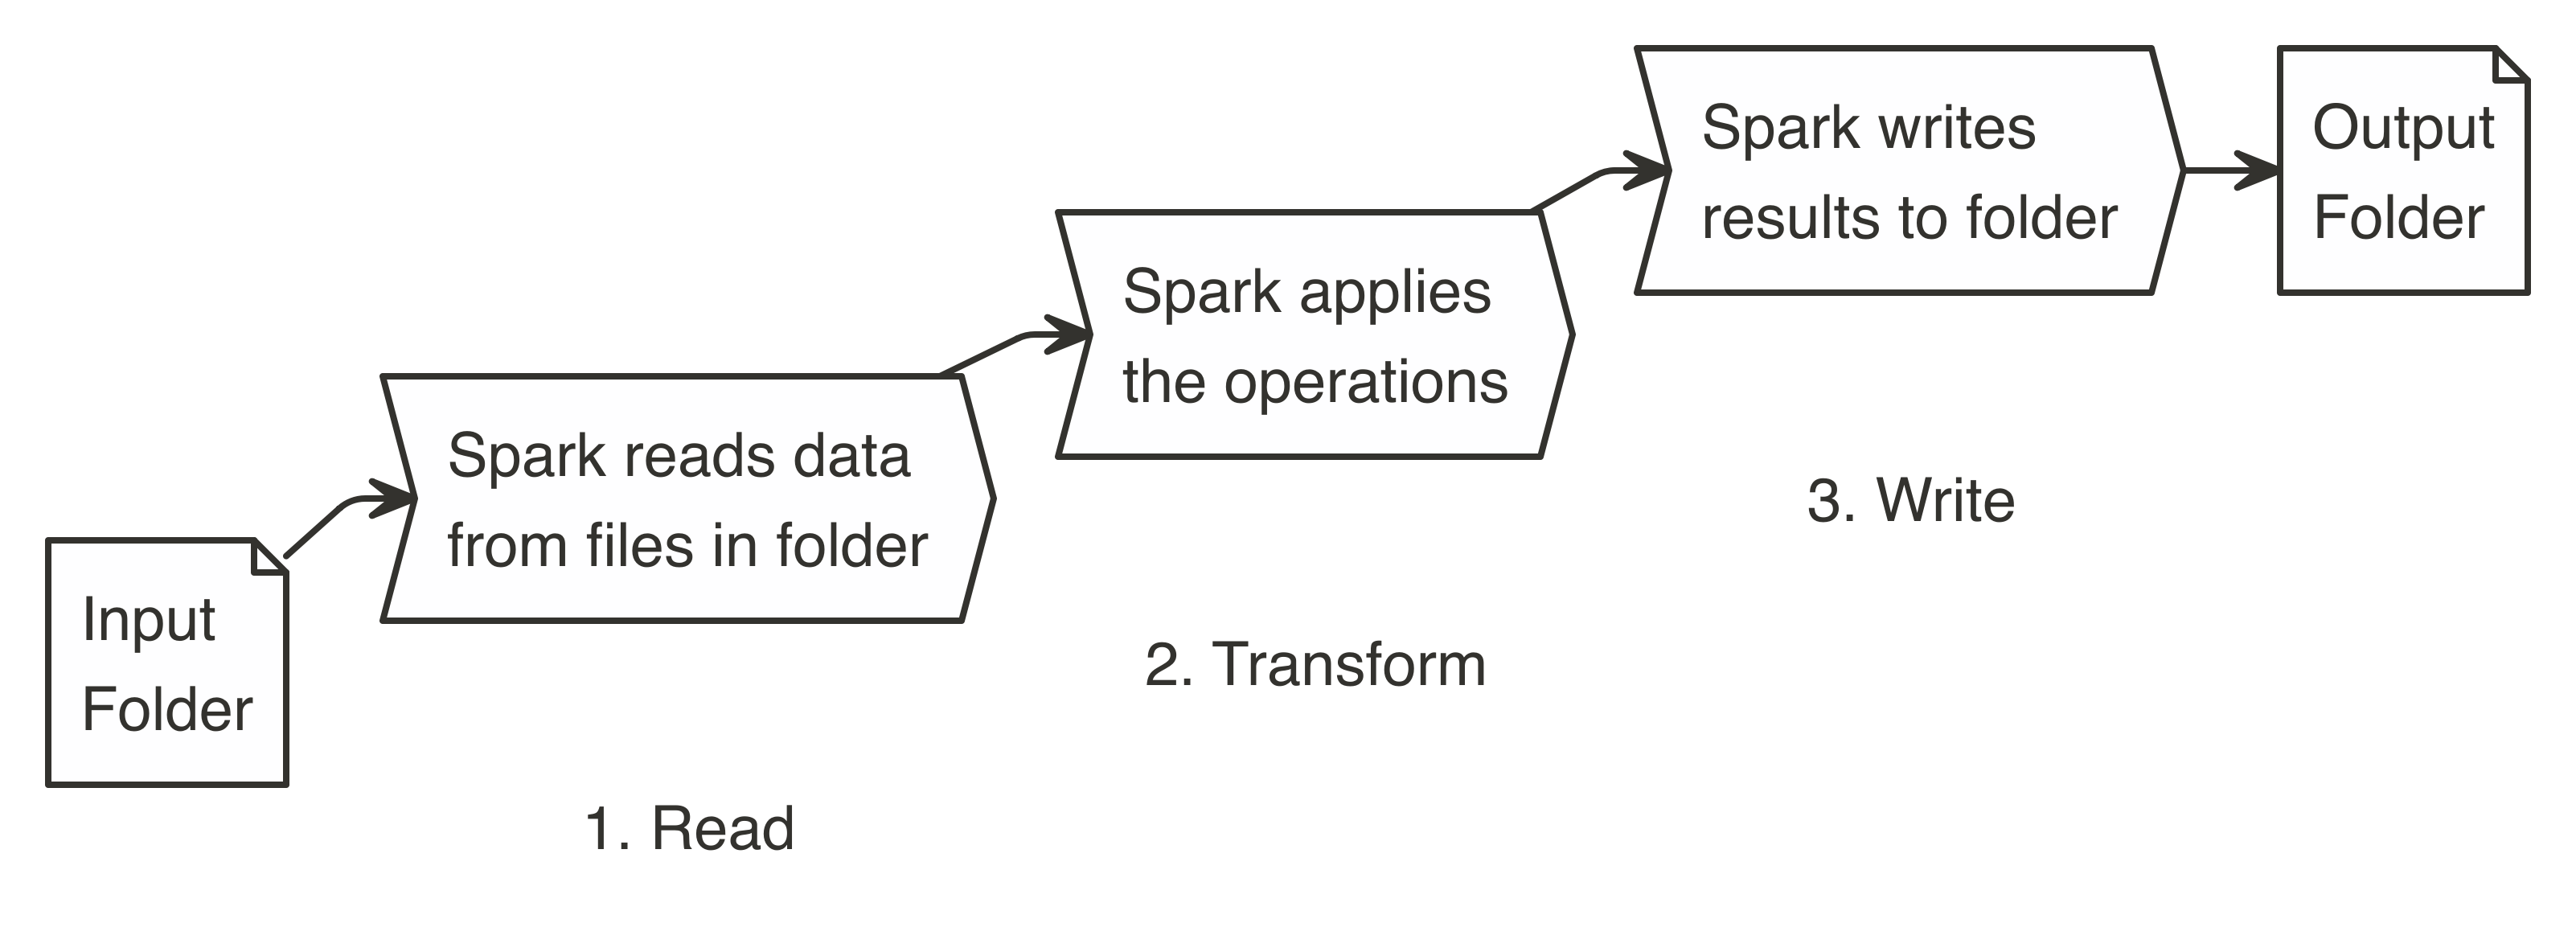 Input
Folder
Spark reads data
from files in folder
1. Read
Spark applies
the operations
2. Transform
Spark writes
results to folder
3. Write
Output
Folder